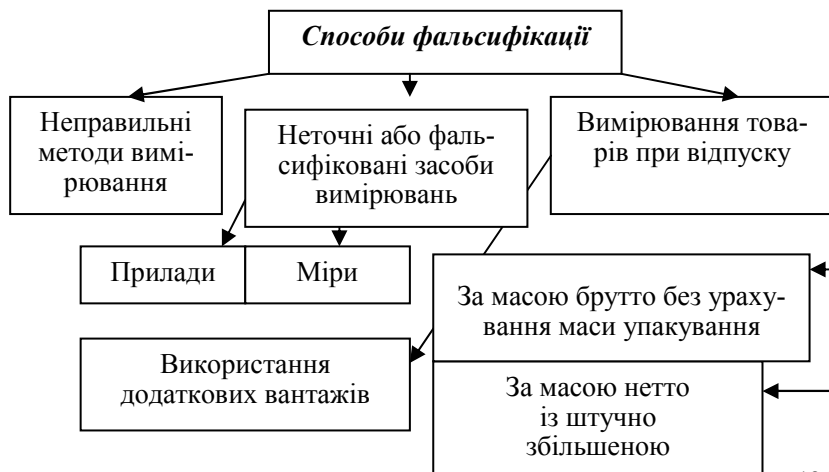 Способи фальсифікації
Неправильні
методи вимі-
рювання
Неточні або фаль-
сифіковані засоби
вимірювань
Вимірювання това-
рів при відпуску
Прилади
Міри
За масою брутто без ураху-
вання маси упакування
Використання
додаткових вантажів
За масою нетто
із штучно
збільшеною